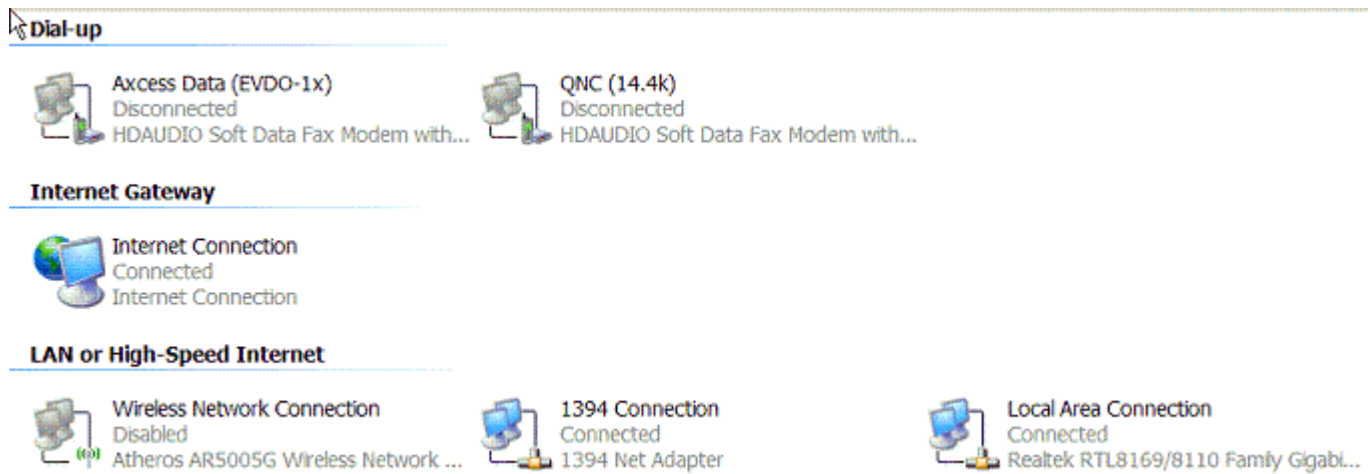 Dial-up
Axcess Data (EVDO-1x)
Disconnected
HDAUDIO Soft Data Fax Modem with...
QNC (14.4k)
Disconnected
HDAUDIO Soft Data Fax Modem with...
Internet Gateway
Internet Connection
Connected
Internet Connection
LAN or High-Speed Internet
Wireless Network Connection
Disabled
Atheros AR5005G Wireless Network ...
1394 Connection
Connected
1394 Net Adapter
Local Area Connection
Connected
Realtek RTL8169/8110 Family Gigabi...